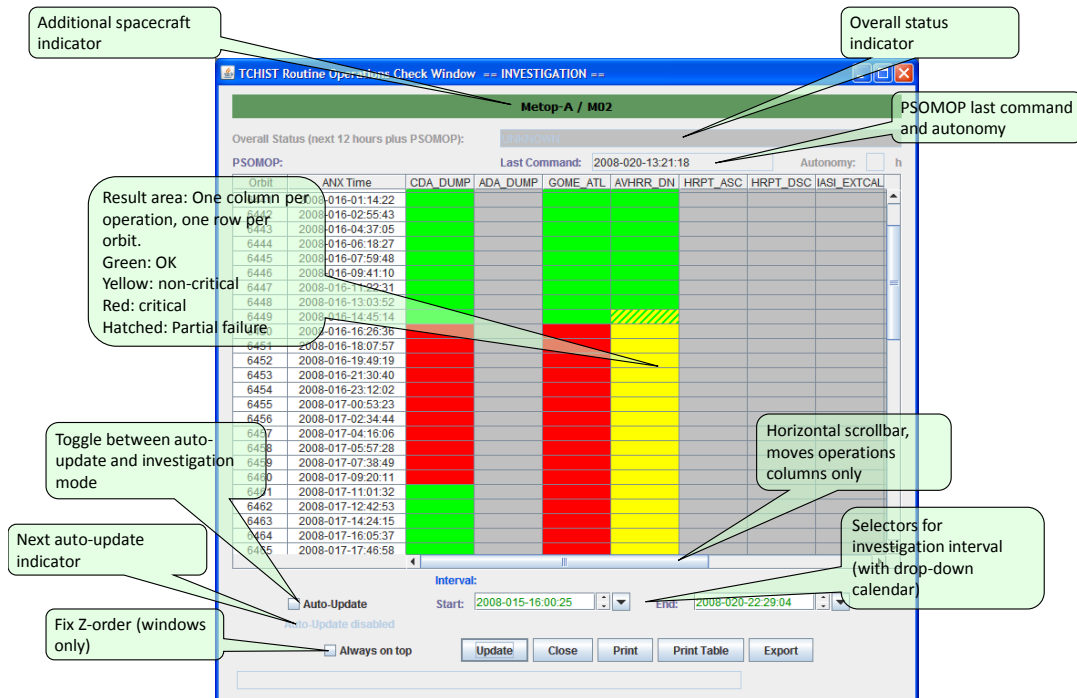 Additional spacecraft
indicator
Overall status
indicator
TCHIST Routine Operations Check Window == INVESTIGATION ==
Metop-A / M02
PSOMOP last command
and autonomy
Overall Status (next 12 hours plus PSOMOP):
UNKNOWN
PSOMOP:
Last Command: 2008-020-13:21:18
Autonomy: h
Orbit ANX Time CDA_DUMP ADA_DUMP GOME_ATL AVHRR_DN HRPT_ASC HRPT_DSC IASI_EXTCAL
Result area: One column per
operation, one row per
orbit.
Green: OK
Yellow: non-critical
Red: critical
Hatched: Partial failure
6441 2008-016-01:14:22
6442 2008-016-02:55:43
6443 2008-016-04:37:05
6444 2008-016-06:18:27
6445 2008-016-07:59:48
6446 2008-016-09:41:10
6447 2008-016-11:22:31
6448 2008-016-13:03:52
6449 2008-016-14:45:14
6450 2008-016-16:26:36
6451 2008-016-18:07:57
6452 2008-016-19:49:19
6453 2008-016-21:30:40
6454 2008-016-23:12:02
6455 2008-017-00:53:23
6456 2008-017-02:34:44
6457 2008-017-04:16:06
6458 2008-017-05:57:28
6459 2008-017-07:38:49
6460 2008-017-09:20:11
6461 2008-017-11:01:32
6462 2008-017-12:42:53
6463 2008-017-14:24:15
6464 2008-017-16:05:37
6465 2008-017-17:46:58
Toggle between auto-
update and investigation
mode
Horizontal scrollbar,
moves operations
columns only
Next auto-update
indicator
Selectors for
investigation interval
(with drop-down
calendar)
Interval:
Auto-Update
Start: 2008-015-16:00:25
End: 2008-020-22:29:04
Auto-Update disabled
Fix Z-order (windows
only)
Always on top
Update Close Print Print Table Export